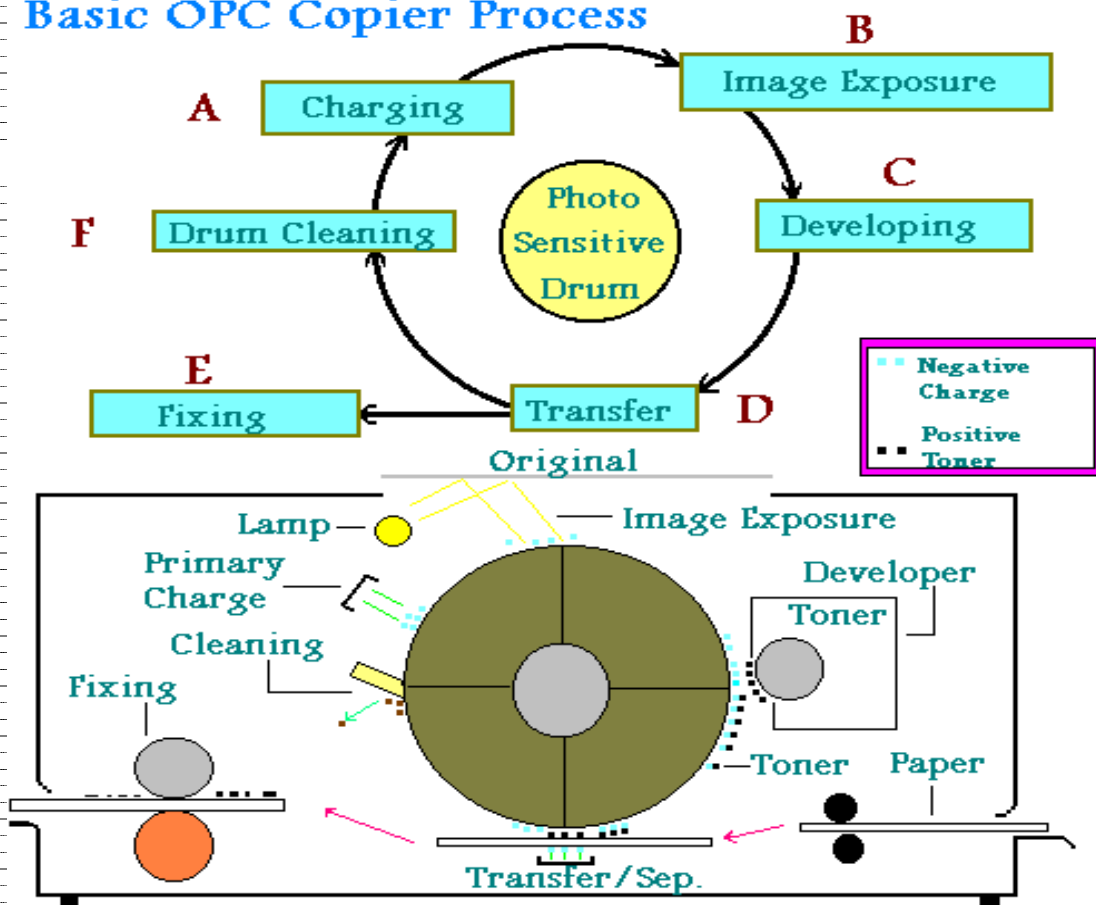 Basic OPC Copier Process
B
Image Exposure
A
Charging
C
Photo
Sensitive
Drum
Developing
F
Drum Cleaning
E
Fixing
Transfer
D
Negative
Charge
Positive
Toner
Original
Lamp
Image Exposure
Primary
Charge
Developer
Toner
Cleaning
Fixing
Toner
Paper
Transfer/Sep.